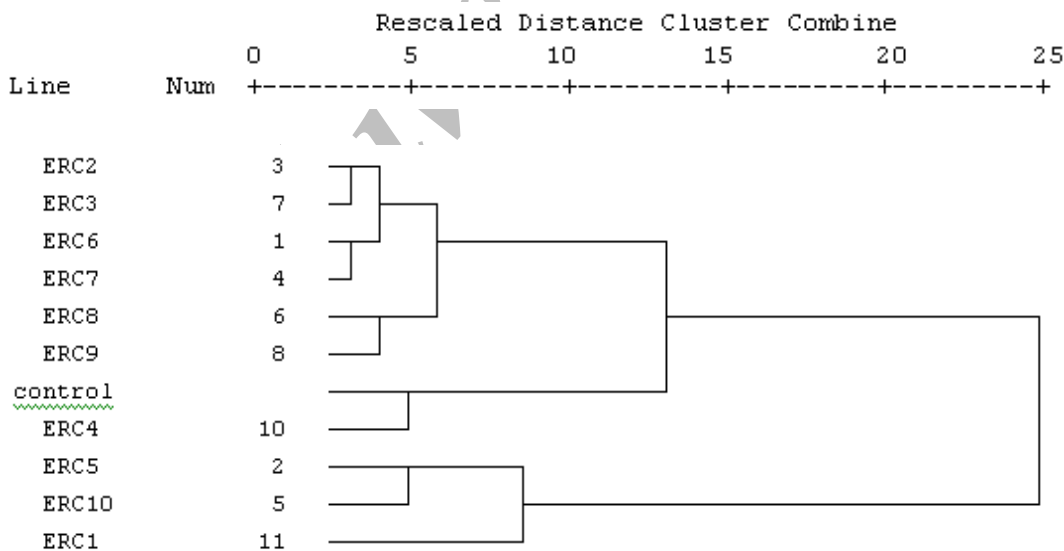 Rescaled Distance Cluster Combine
0 5 10 15 20 25
Line Num +---------+---------+---------+---------+---------+
ERC2 3
ERC3 7
ERC6 1
ERC7 4
ERC8 6
ERC9 8
control
ERC4 10
ERC5 2
ERC10 5
ERC1 11